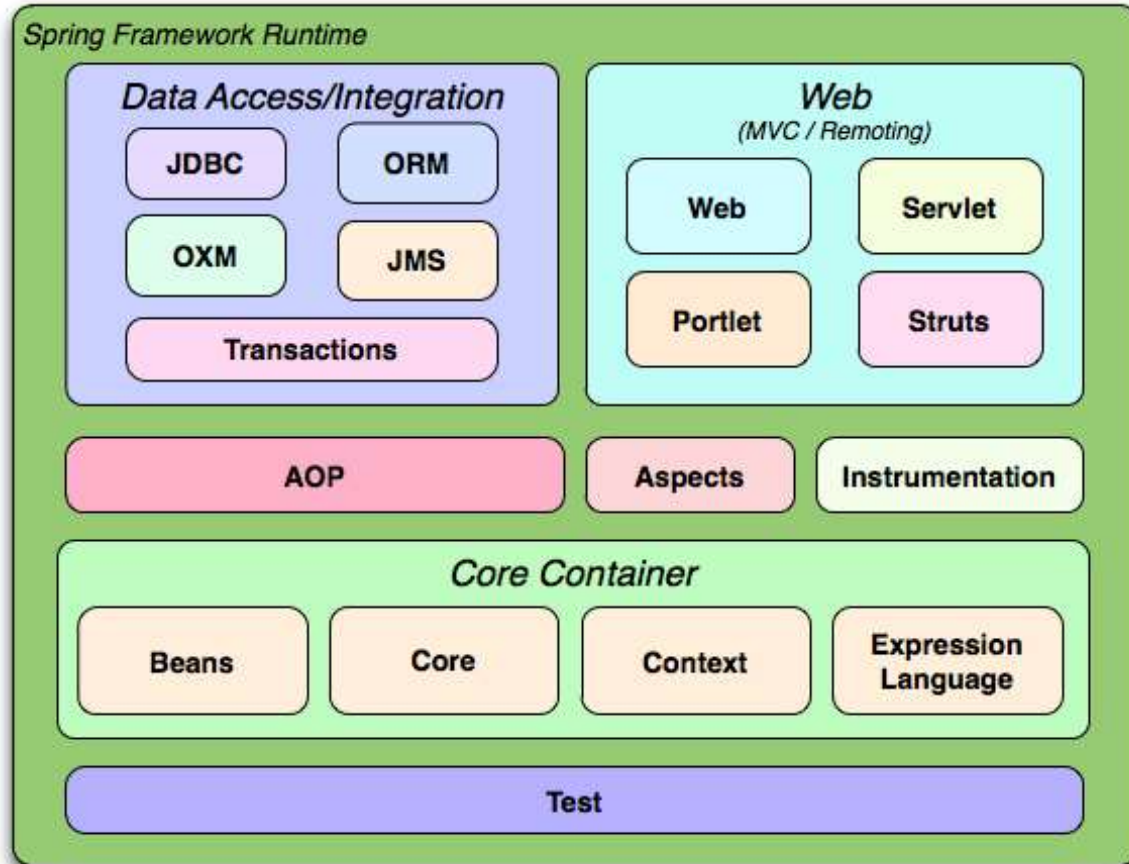 Spring Framework Runtime
Data Access/Integration
JDBC
ORM
OXM
JMS
Transactions
Web
(MVC / Remoting)
Web
Servlet
Portlet
Struts
AOP
Aspects
Instrumentation
Core Container
Beans
Core
Context
Expression
Language
Test